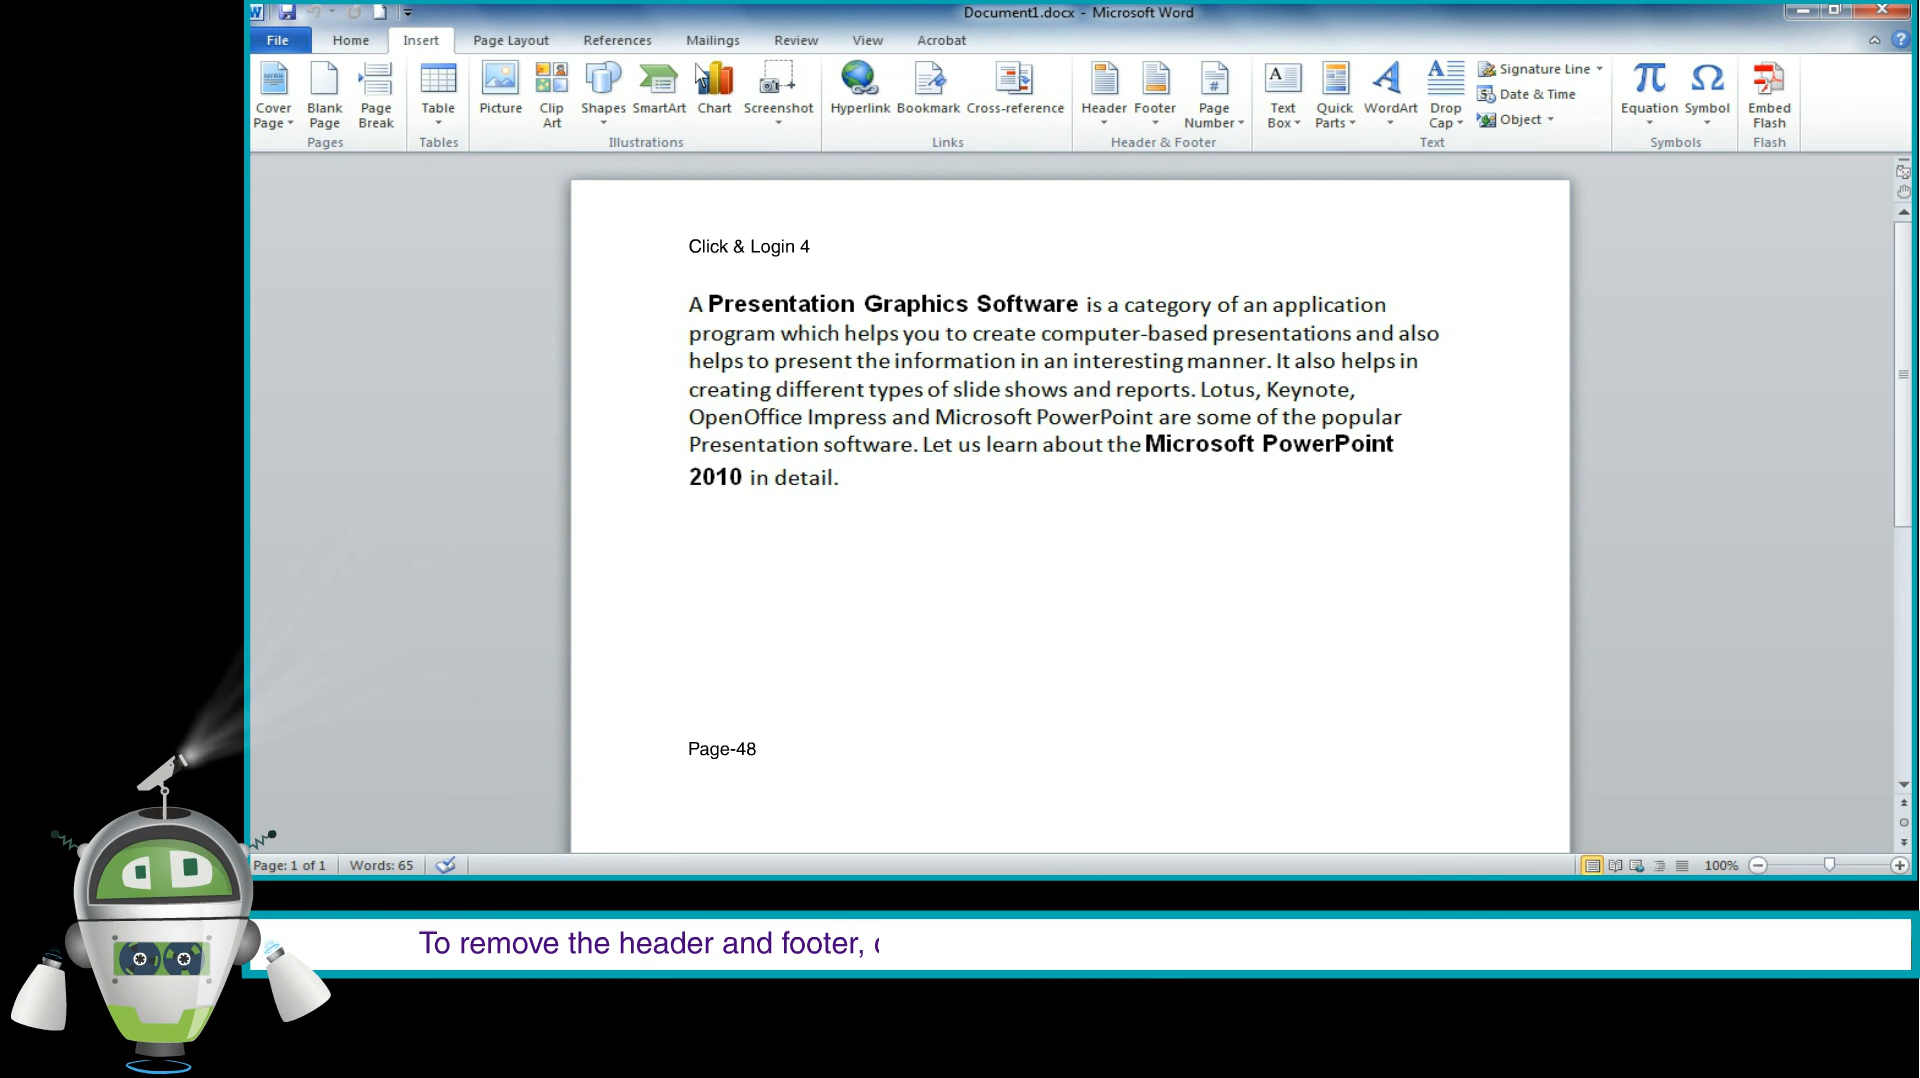 Document1.docx - Microsoft Word
File Home Insert Page Layout References Mailings Review View Acrobat
Cover Page
Blank Page
Page Break
Pages
Table
Tables
Picture
Clip Art
Shapes
SmartArt
Chart
Screenshot
Illustrations
Hyperlink
Bookmark
Cross-reference
Links
Header
Footer
Page Number
Header & Footer
Text Box
Quick Parts
WordArt
Drop Cap
Signature Line
Date & Time
Object
Text
Equation
Symbol
Symbols
Embed Flash
Flash
Click & Login 4
A Presentation Graphics Software is a category of an application
program which helps you to create computer-based presentations and also
helps to present the information in an interesting manner. It also helps in
creating different types of slide shows and reports. Lotus, Keynote,
OpenOffice Impress and Microsoft PowerPoint are some of the popular
Presentation software. Let us learn about the Microsoft PowerPoint
2010 in detail.
Page-48
Page: 1 of 1 Words: 65 100%
To remove the header and footer,